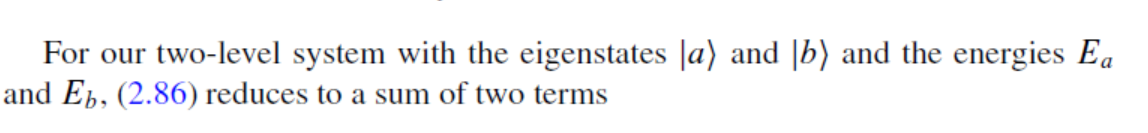 For our two-level system with the eigenstates |a⟩ and |b⟩ and the energies Eₐ
and E_b, (2.86) reduces to a sum of two terms